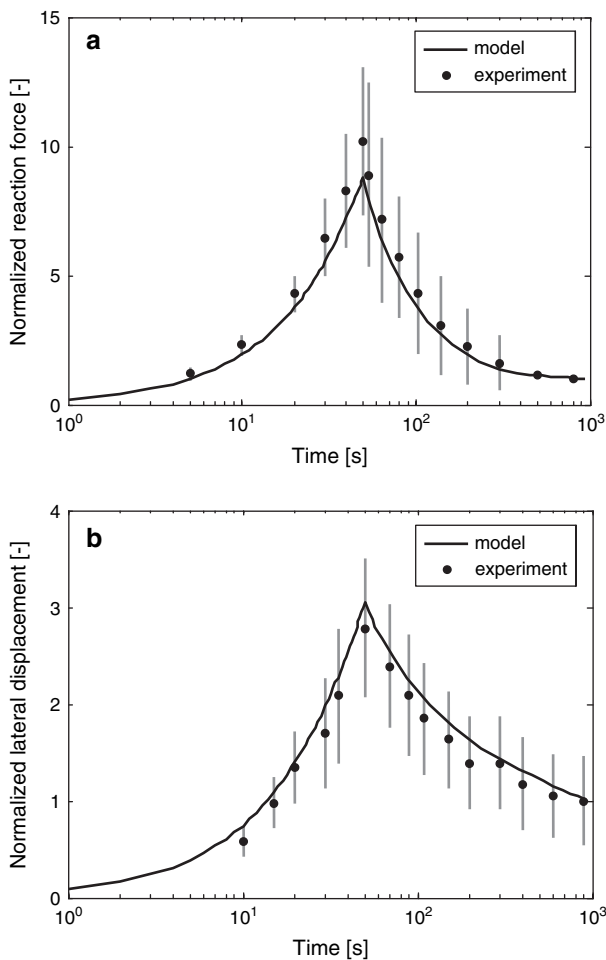 a
model
experiment
15
10
5
0
10^0
10^1
10^2
10^3
Normalized reaction force [-]
Time [s]
b
model
experiment
4
3
2
1
0
10^0
10^1
10^2
10^3
Normalized lateral displacement [-]
Time [s]